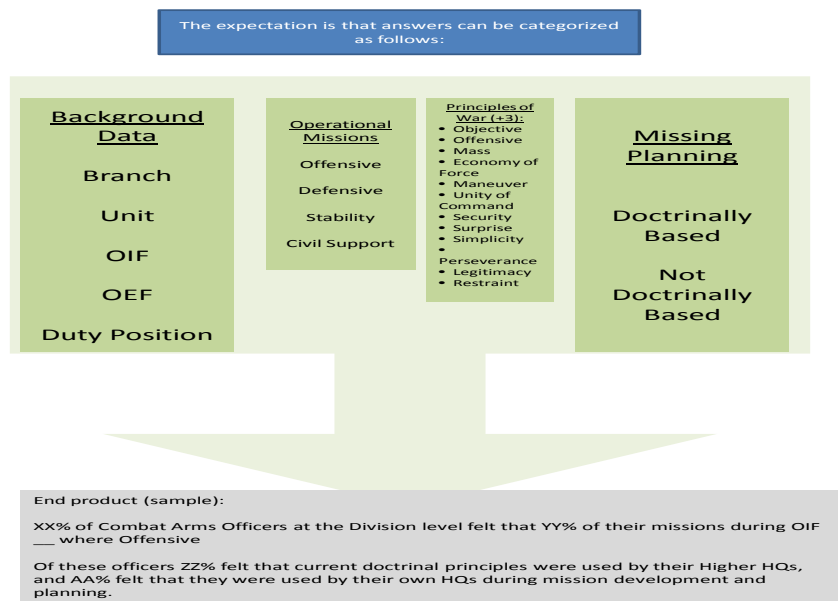 The expectation is that answers can be categorized
as follows:
Background
Data
Branch
Unit
OIF
OEF
Duty Position
Operational
Missions
Offensive
Defensive
Stability
Civil Support
Principles of
War (+3):
• Objective
• Offensive
• Mass
• Economy of
Force
• Maneuver
• Unity of
Command
• Security
• Surprise
• Simplicity
•
Perseverance
• Legitimacy
• Restraint
Missing
Planning
Doctrinally
Based
Not
Doctrinally
Based
End product (sample):
XX% of Combat Arms Officers at the Division level felt that YY% of their missions during OIF
__ where Offensive
Of these officers ZZ% felt that current doctrinal principles were used by their Higher HQs,
and AA% felt that they were used by their own HQs during mission development and
planning.